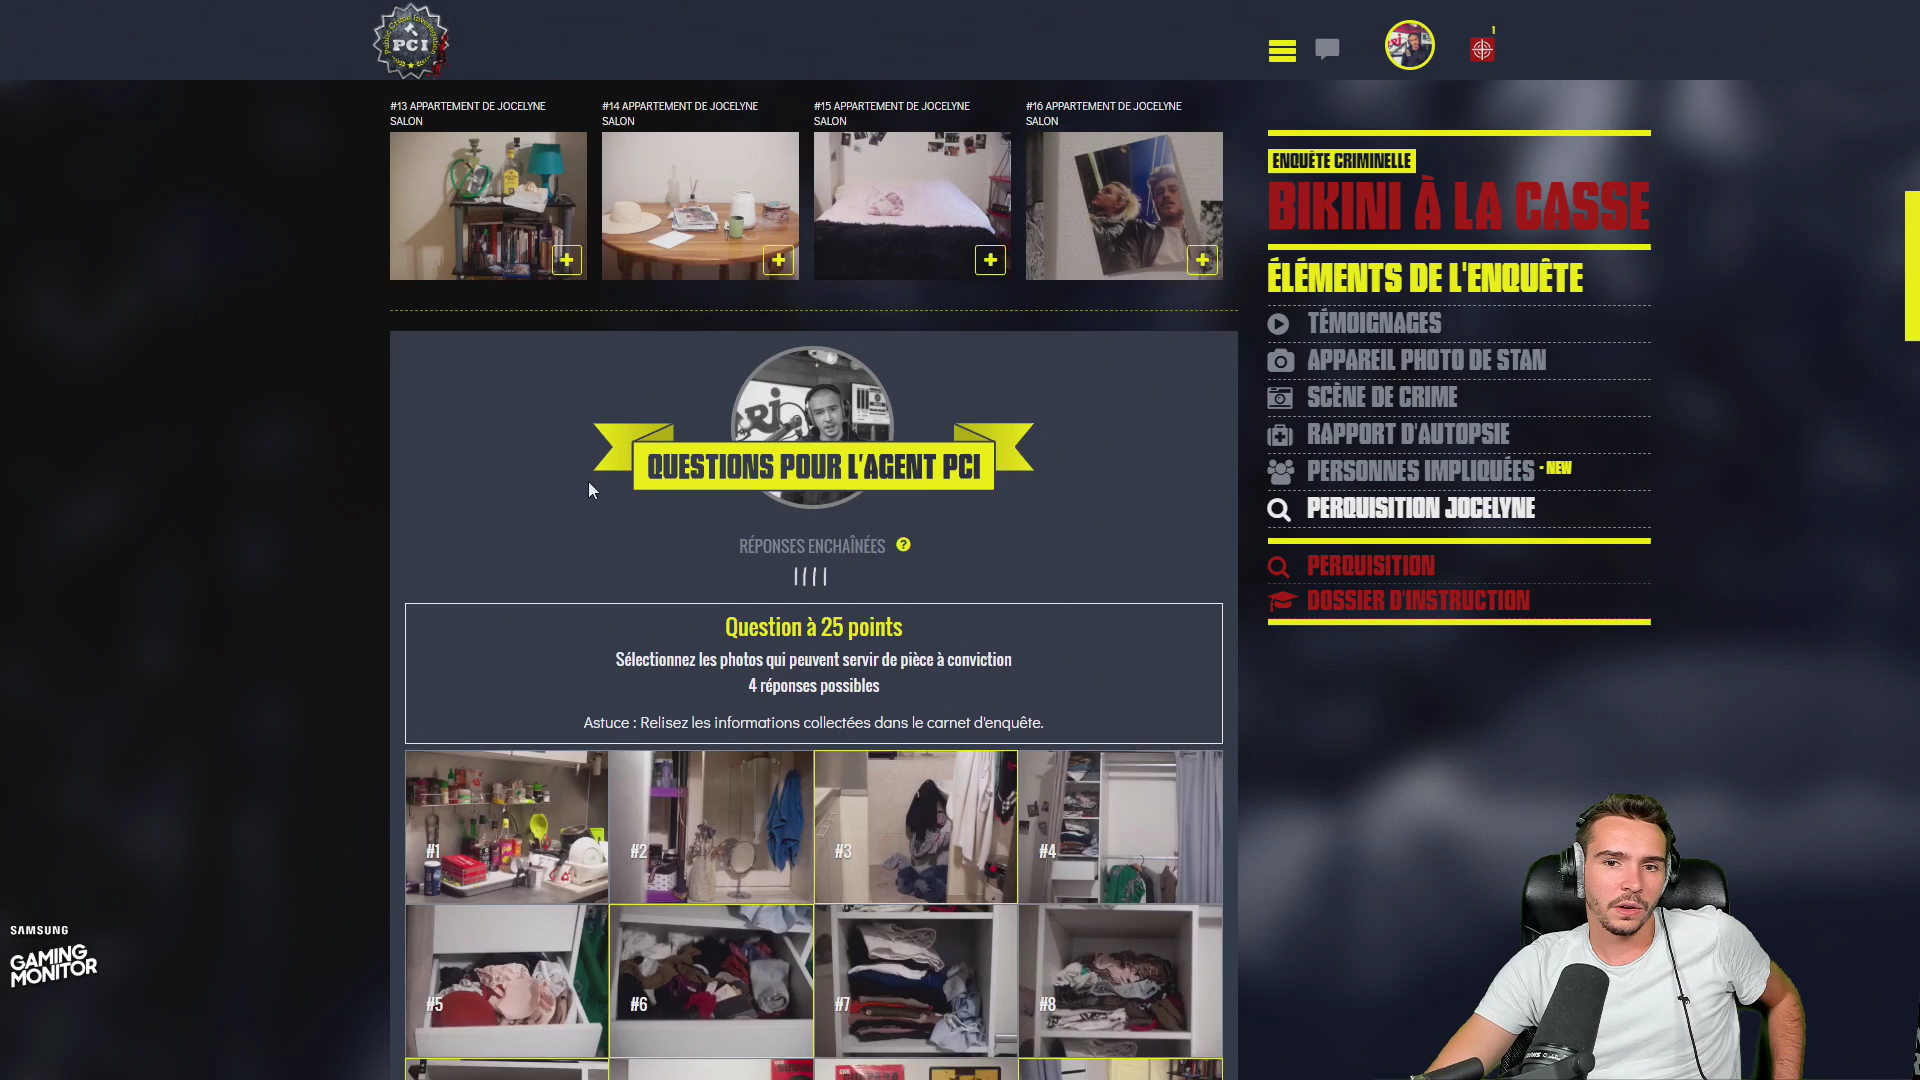 Public Crime Investigation
PCI
1
#13 APPARTEMENT DE JOCELYNE
SALON
#14 APPARTEMENT DE JOCELYNE
SALON
#15 APPARTEMENT DE JOCELYNE
SALON
#16 APPARTEMENT DE JOCELYNE
SALON
ENQUÊTE CRIMINELLE
BIKINI À LA CASSE
ÉLÉMENTS DE L'ENQUÊTE
TÉMOIGNAGES
APPAREIL PHOTO DE STAN
SCÈNE DE CRIME
RAPPORT D'AUTOPSIE
PERSONNES IMPLIQUÉES - NEW
PERQUISITION JOCELYNE
PERQUISITION
DOSSIER D'INSTRUCTION
QUESTIONS POUR L'AGENT PCI
RÉPONSES ENCHAÎNÉES ?
Question à 25 points
Sélectionnez les photos qui peuvent servir de pièce à conviction
4 réponses possibles
Astuce : Relisez les informations collectées dans le carnet d'enquête.
#1
#2
#3
#4
#5
#6
#7
#8
SAMSUNG
GAMING
MONITOR